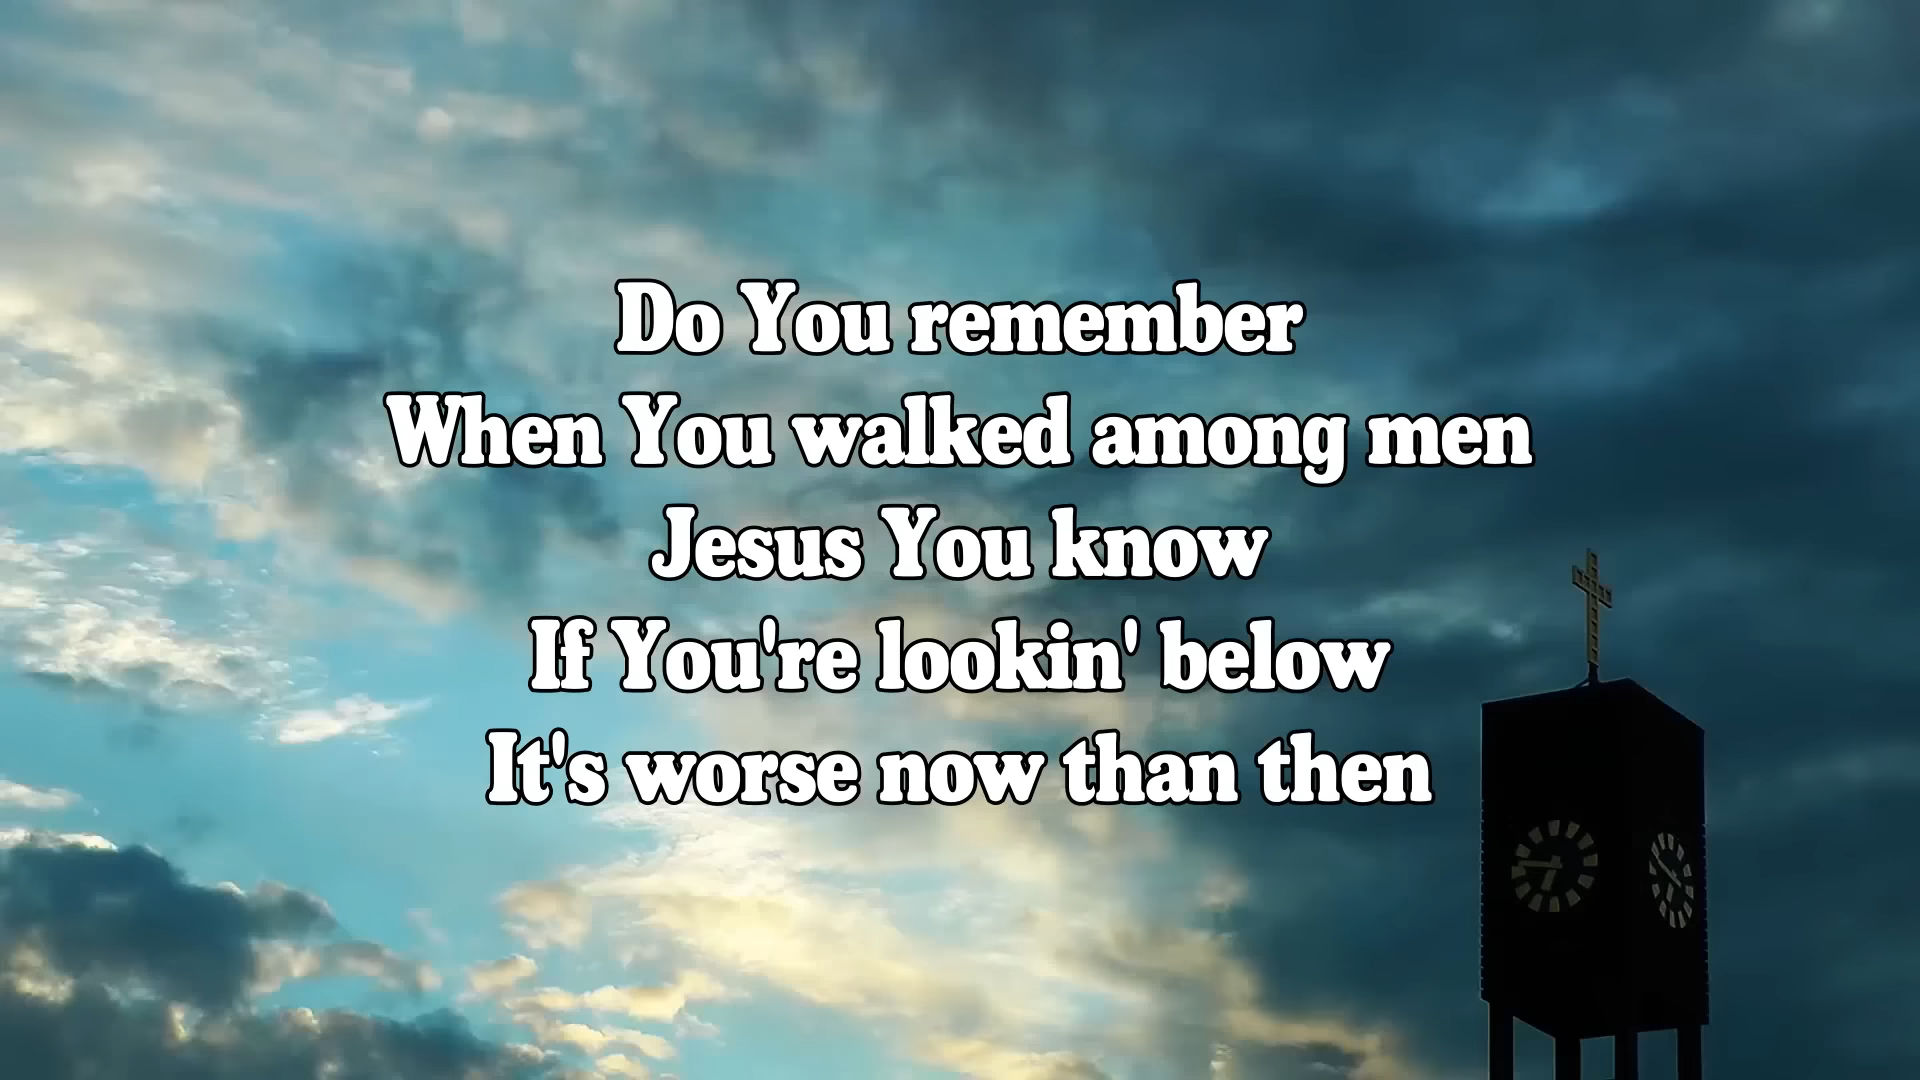 Do You remember
When You walked among men
Jesus You know
If You're lookin' below
It's worse now than then